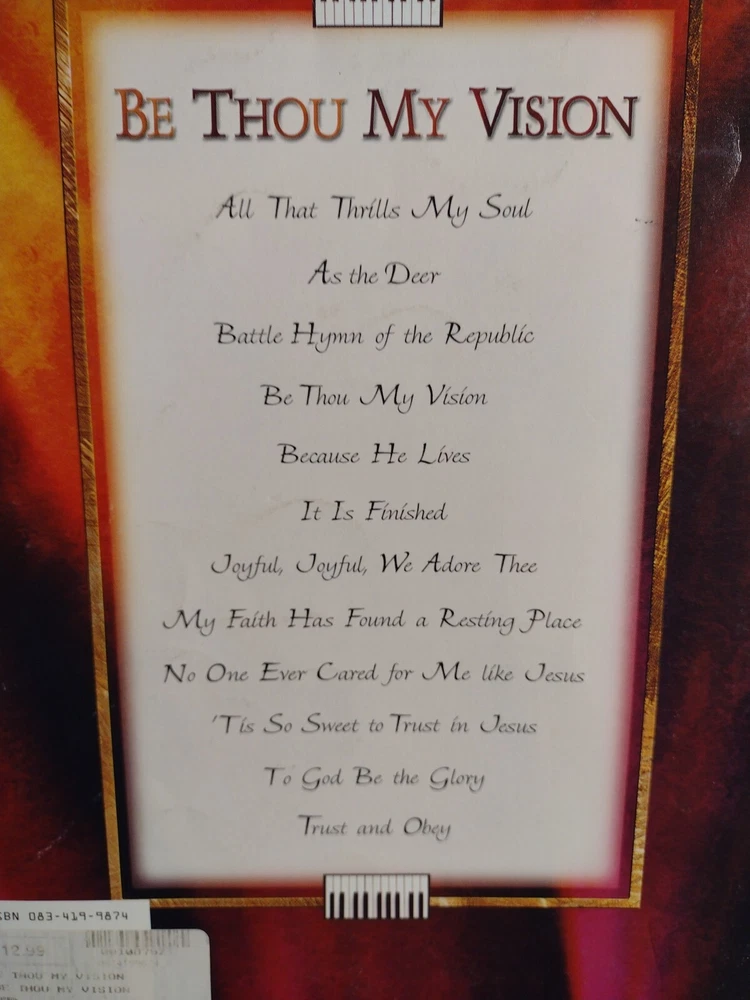 BE THOU MY VISION
All That Thrills My Soul
As the Deer
Battle Hymn of the Republic
Be Thou My Vision
Because He Lives
It Is Finished
Joyful, Joyful, We Adore Thee
My Faith Has Found a Resting Place
No One Ever Cared for Me like Jesus
'Tis So Sweet to Trust in Jesus
To God Be the Glory
Trust and Obey
SBN 083-419-9874
12.99
THOU MY VISION
THOU MY VISION